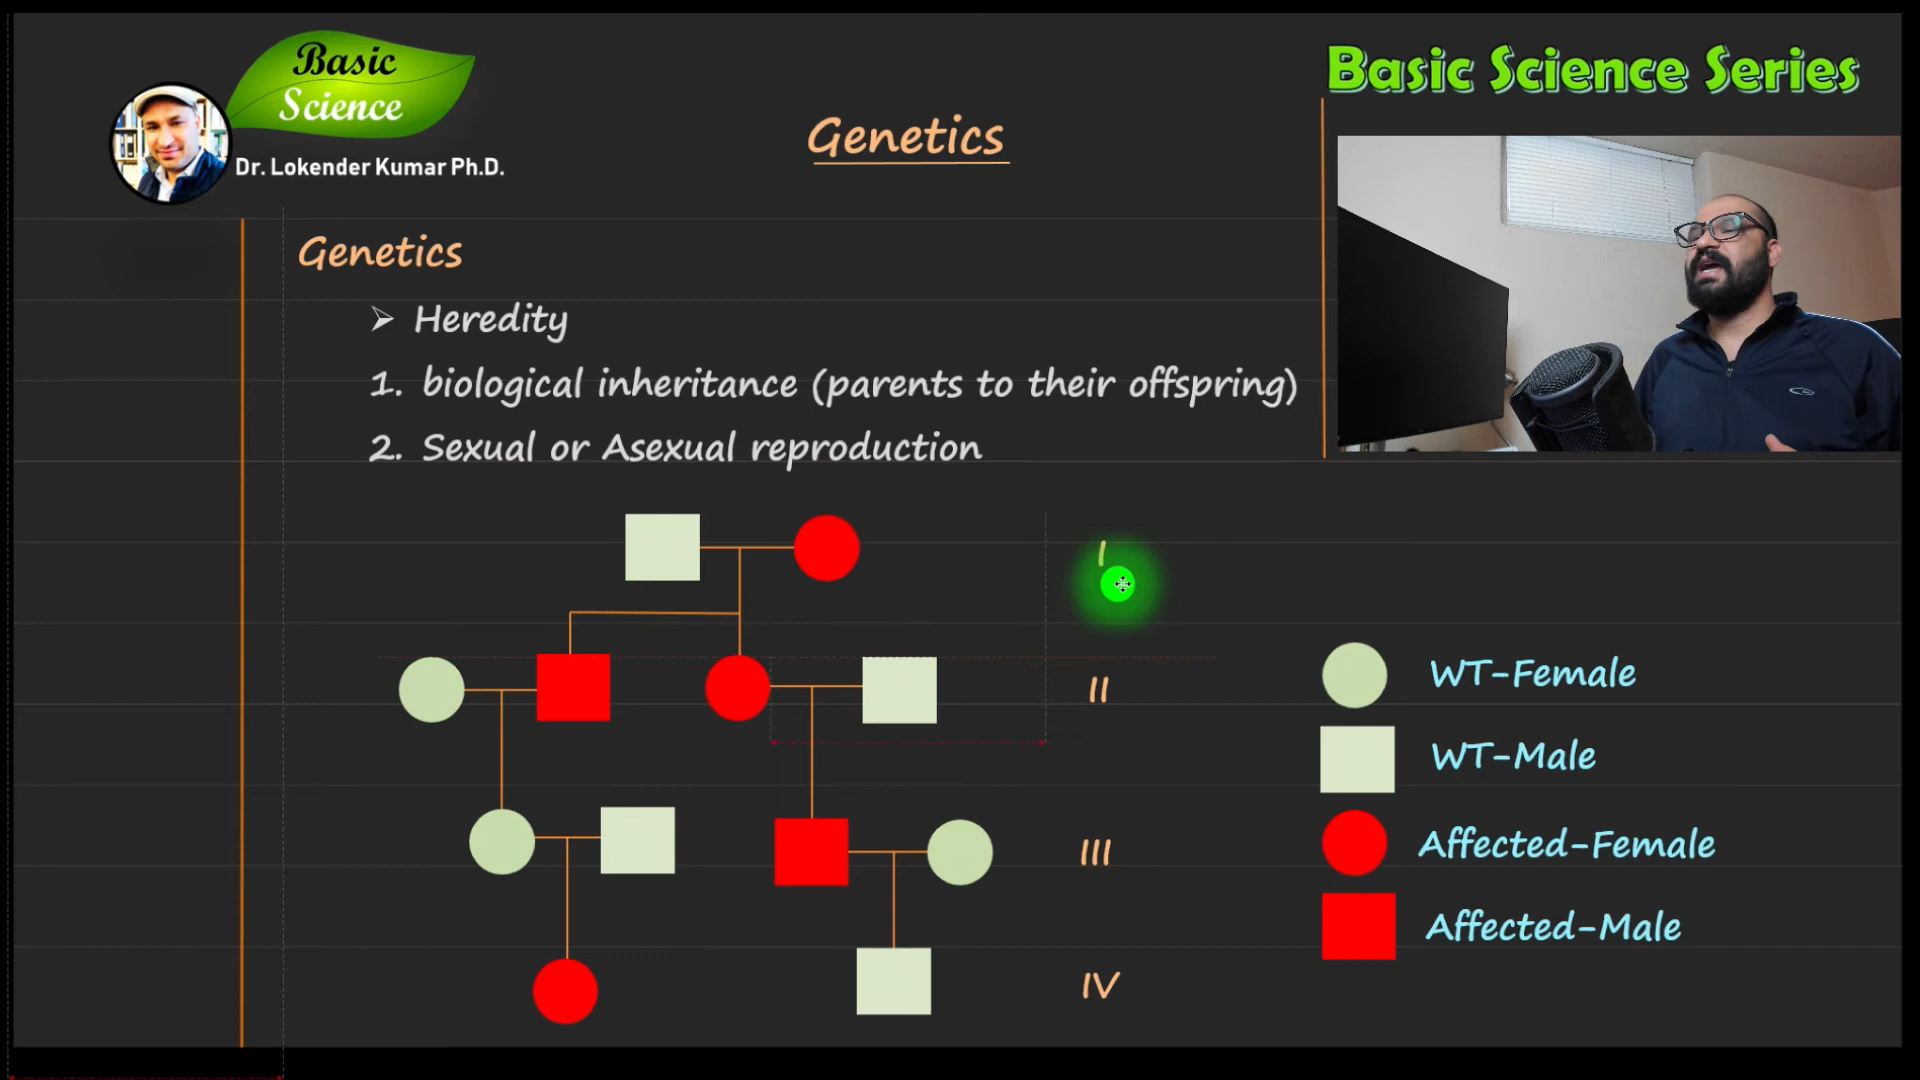 Basic
Science
Dr. Lokender Kumar Ph.D.
Genetics
Basic Science Series
Genetics
➢ Heredity
1. biological inheritance (parents to their offspring)
2. Sexual or Asexual reproduction
I
II
III
IV
WT-Female
WT-Male
Affected-Female
Affected-Male